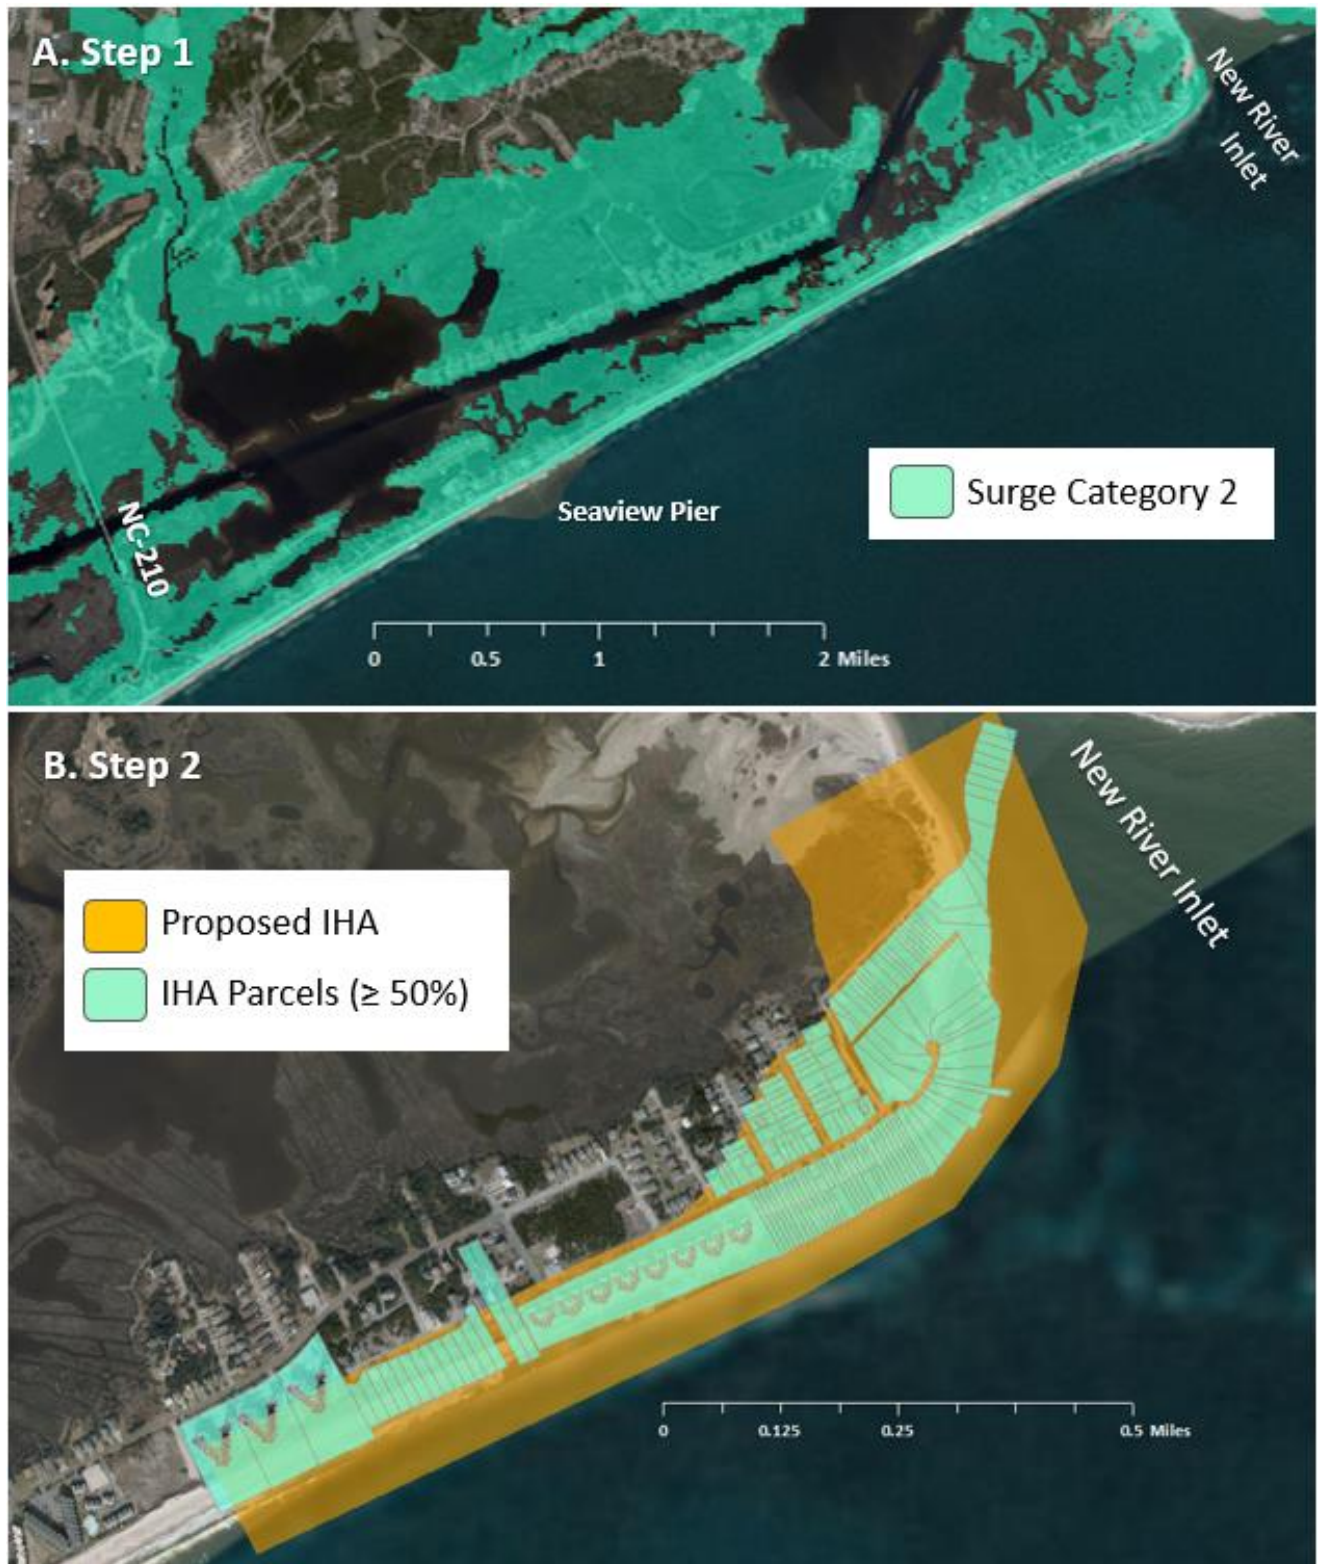 A. Step 1
New River
Inlet
Surge Category 2
Seaview Pier
NC-210
0 0.5 1 2 Miles
B. Step 2
New River Inlet
Proposed IHA
IHA Parcels (≥ 50%)
0 0.125 0.25 0.5 Miles